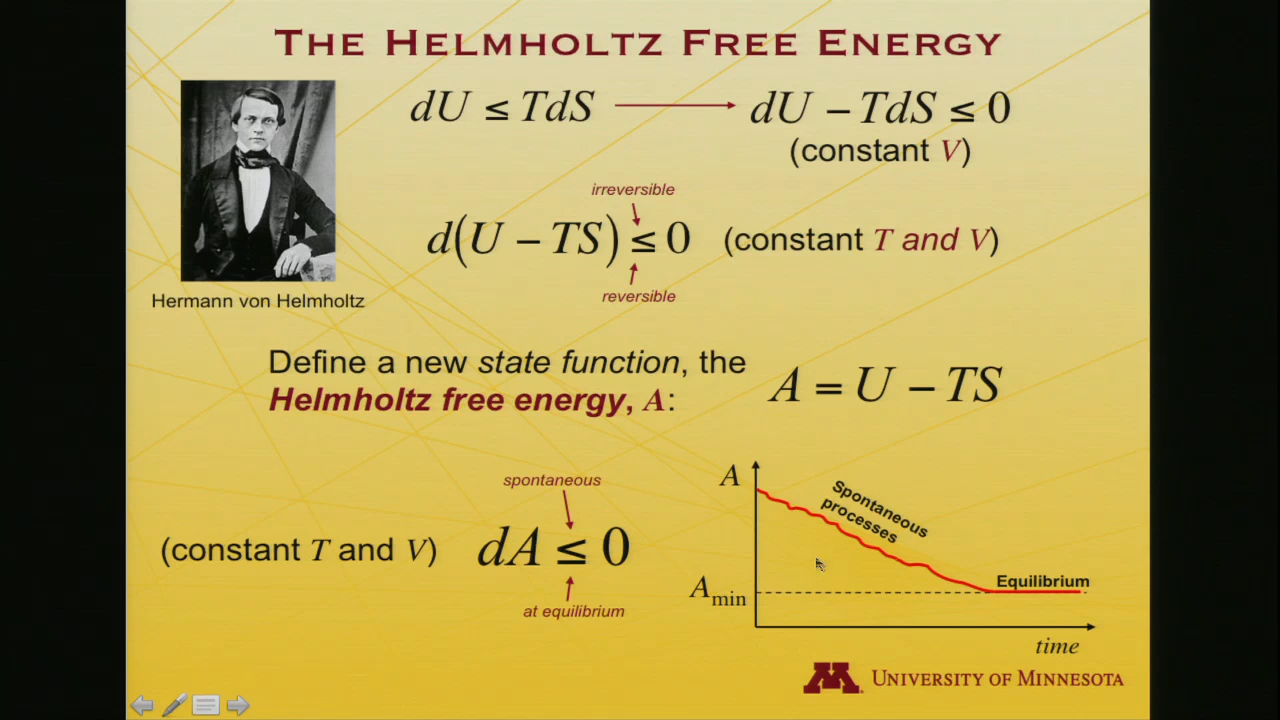 THE HELMHOLTZ FREE ENERGY
dU ≤ TdS
dU − TdS ≤ 0
(constant V)
irreversible
d(U − TS) ≤ 0 (constant T and V)
reversible
Hermann von Helmholtz
Define a new state function, the
Helmholtz free energy, A:
A = U − TS
spontaneous
(constant T and V) dA ≤ 0
at equilibrium
A
Spontaneous
processes
Equilibrium
Amin
time
M UNIVERSITY OF MINNESOTA